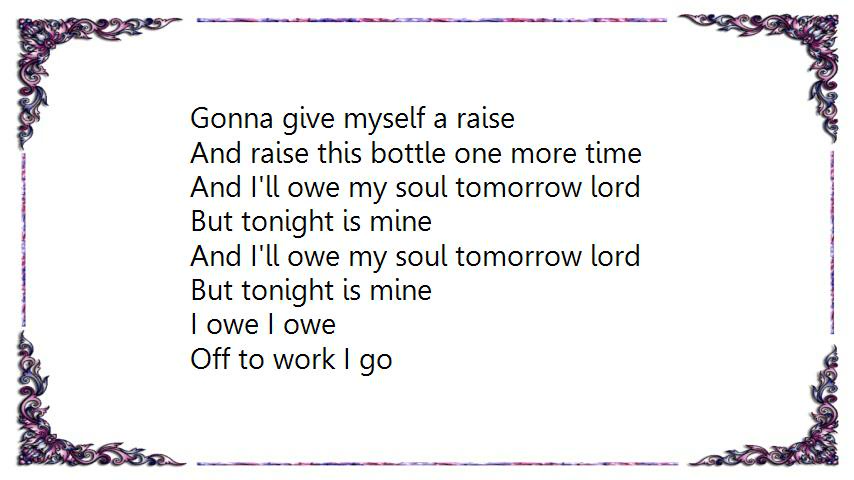 Gonna give myself a raise
And raise this bottle one more time
And I'll owe my soul tomorrow lord
But tonight is mine
And I'll owe my soul tomorrow lord
But tonight is mine
I owe I owe
Off to work I go